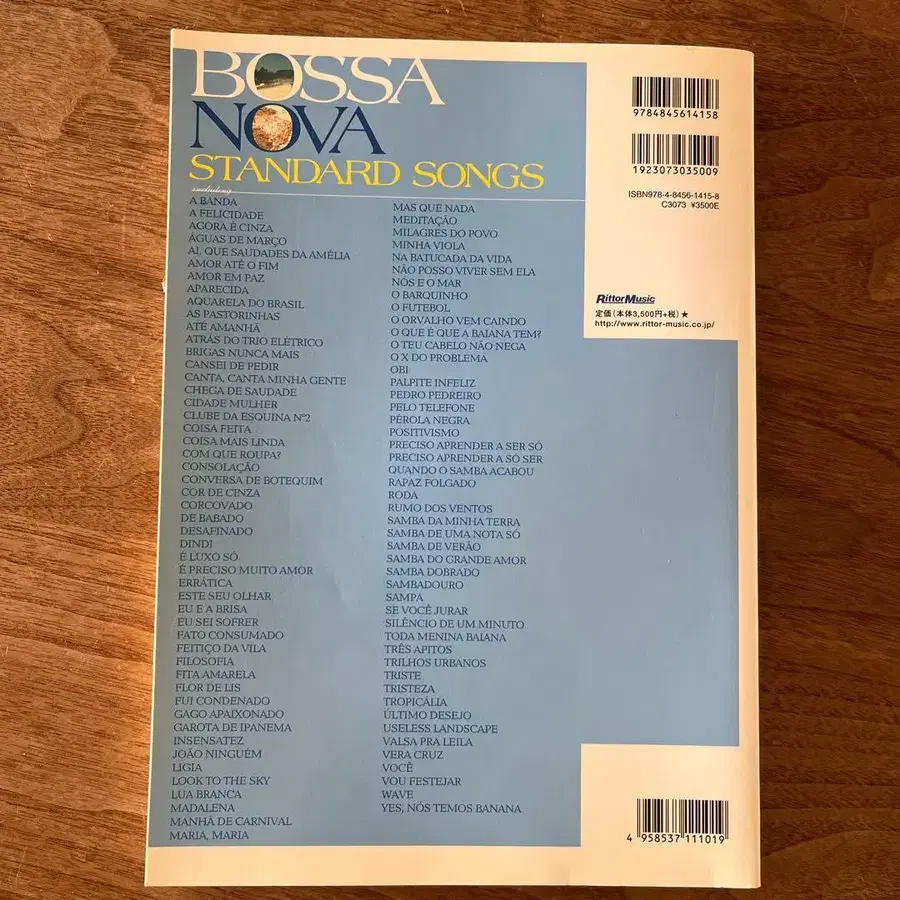 BOSSA
NOVA
STANDARD SONGS
including
A BANDA
A FELICIDADE
AGORA É CINZA
ÁGUAS DE MARÇO
AI, QUE SAUDADES DA AMÉLIA
AMOR ATÉ O FIM
AMOR EM PAZ
APARECIDA
AQUARELA DO BRASIL
AS PASTORINHAS
ATÉ AMANHÃ
ATRÁS DO TRIO ELÉTRICO
BRIGAS NUNCA MAIS
CANSEI DE PEDIR
CANTA, CANTA MINHA GENTE
CHEGA DE SAUDADE
CIDADE MULHER
CLUBE DA ESQUINA Nº2
COISA FEITA
COISA MAIS LINDA
COM QUE ROUPA?
CONSOLAÇÃO
CONVERSA DE BOTEQUIM
COR DE CINZA
CORCOVADO
DE BABADO
DESAFINADO
DINDI
É LUXO SÓ
É PRECISO MUITO AMOR
ERRÁTICA
ESTE SEU OLHAR
EU E A BRISA
EU SEI SOFRER
FATO CONSUMADO
FEITIÇO DA VILA
FILOSOFIA
FITA AMARELA
FLOR DE LIS
FUI CONDENADO
GAGO APAIXONADO
GAROTA DE IPANEMA
INSENSATEZ
JOÃO NINGUÉM
LIGIA
LOOK TO THE SKY
LUA BRANCA
MADALENA
MANHÃ DE CARNIVAL
MARIA, MARIA
MAS QUE NADA
MEDITAÇÃO
MILAGRES DO POVO
MINHA VIOLA
NA BATUCADA DA VIDA
NÃO POSSO VIVER SEM ELA
NÓS E O MAR
O BARQUINHO
O FUTEBOL
O ORVALHO VEM CAINDO
O QUE É QUE A BAIANA TEM?
O TEU CABELO NÃO NEGA
O X DO PROBLEMA
OBI
PALPITE INFELIZ
PEDRO PEDREIRO
PELO TELEFONE
PÉROLA NEGRA
POSITIVISMO
PRECISO APRENDER A SER SÓ
PRECISO APRENDER A SÓ SER
QUANDO O SAMBA ACABOU
RAPAZ FOLGADO
RODA
RUMO DOS VENTOS
SAMBA DA MINHA TERRA
SAMBA DE UMA NOTA SÓ
SAMBA DE VERÃO
SAMBA DO GRANDE AMOR
SAMBA DOBRADO
SAMBADOURO
SAMPA
SE VOCÊ JURAR
SILÊNCIO DE UM MINUTO
TODA MENINA BAIANA
TRÊS APITOS
TRILHOS URBANOS
TRISTE
TRISTEZA
TROPICÁLIA
ÚLTIMO DESEJO
USELESS LANDSCAPE
VALSA PRA LEILA
VERA CRUZ
VOCÊ
VOU FESTEJAR
WAVE
YES, NÓS TEMOS BANANA
9784845614158
1923073035009
ISBN978-4-8456-1415-8
C3073 ¥3500E
RittorMusic
定価(本体3,500円+税)★
http://www.rittor-music.co.jp/
4 958537 111019